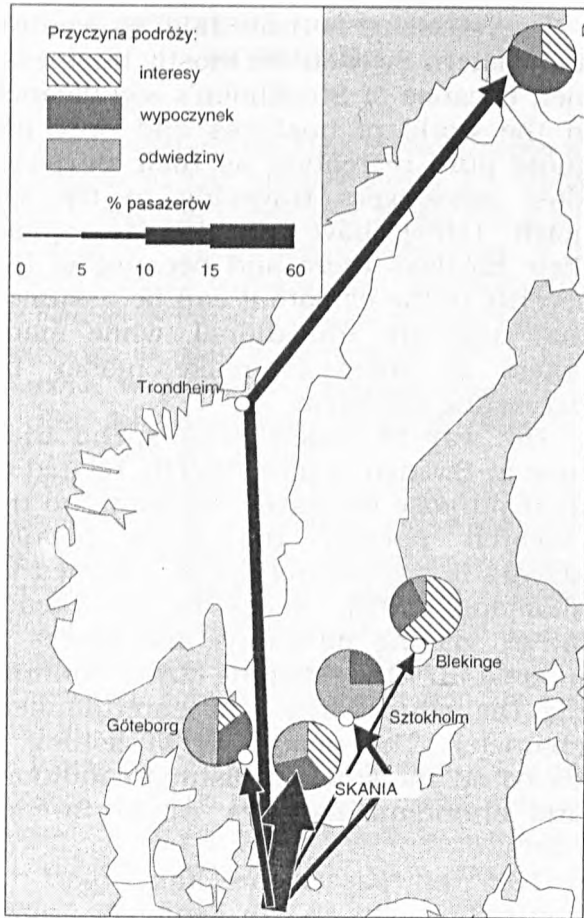 Przyczyna podróży:
interesy
wypoczynek
odwiedziny
% pasażerów
0 5 10 15 60
Trondheim
Blekinge
Sztokholm
Göteborg
SKANIA